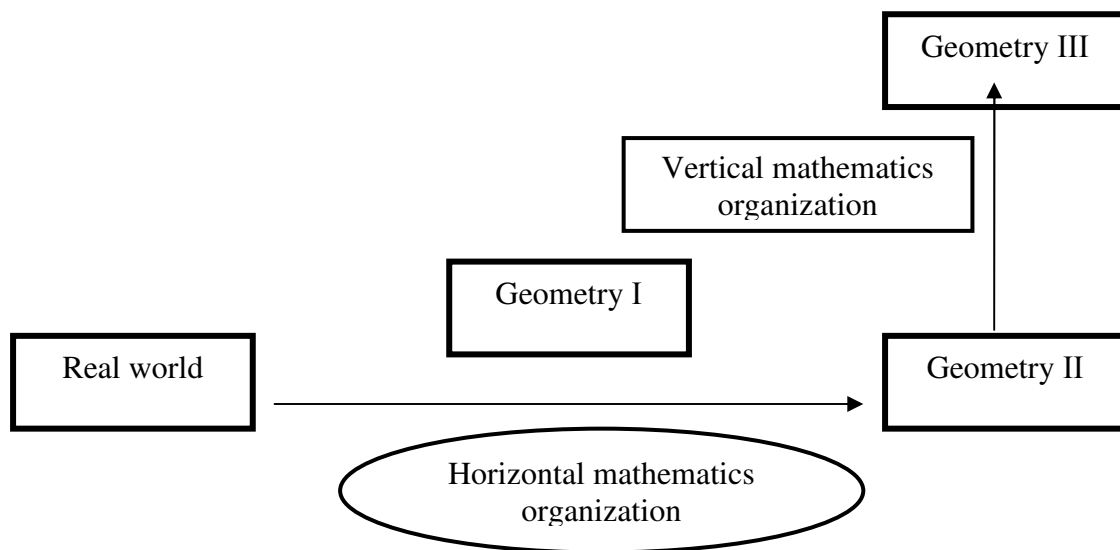 Geometry III
Vertical mathematics
organization
Geometry I
Real world
Geometry II
Horizontal mathematics
organization